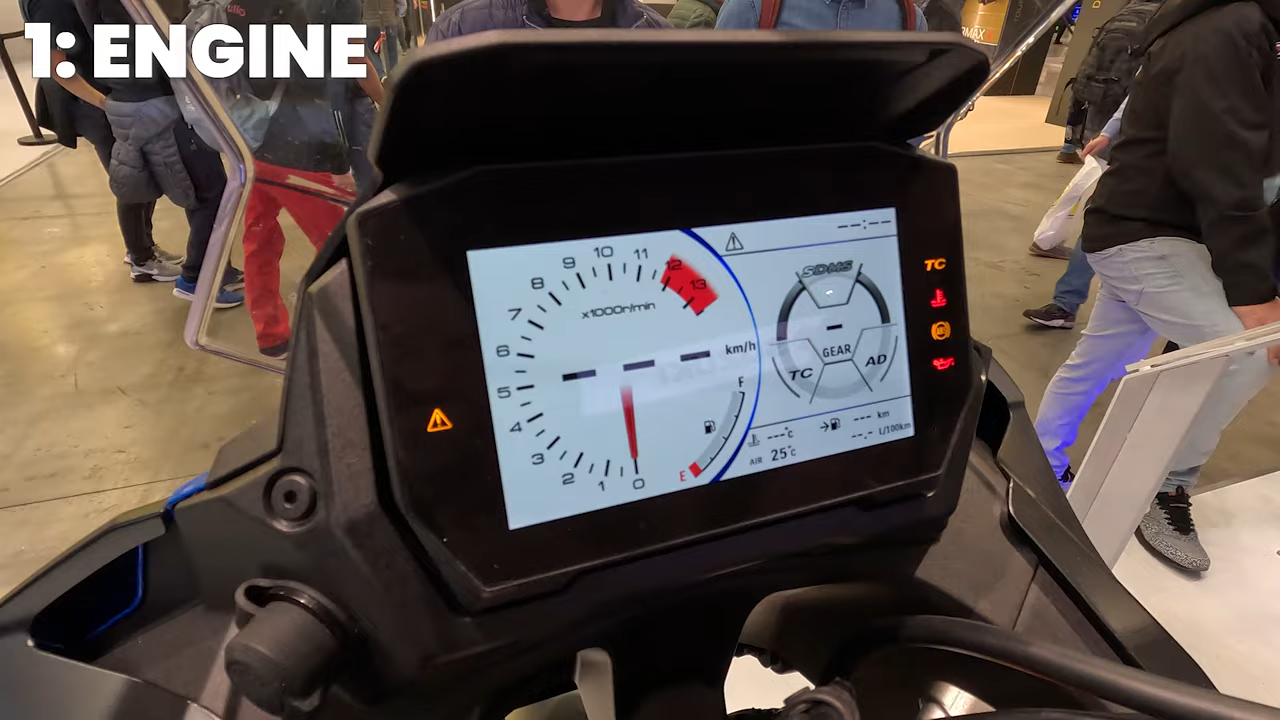 1: ENGINE
10
11
9
12
8
13
7
x1000r/min
6
5
4
3
2
1
0
km/h
F
E
--:--
SDMS
-
GEAR
TC
AD
---°C
--- km
AIR 25°C
--.- L/100km
TC
ABS